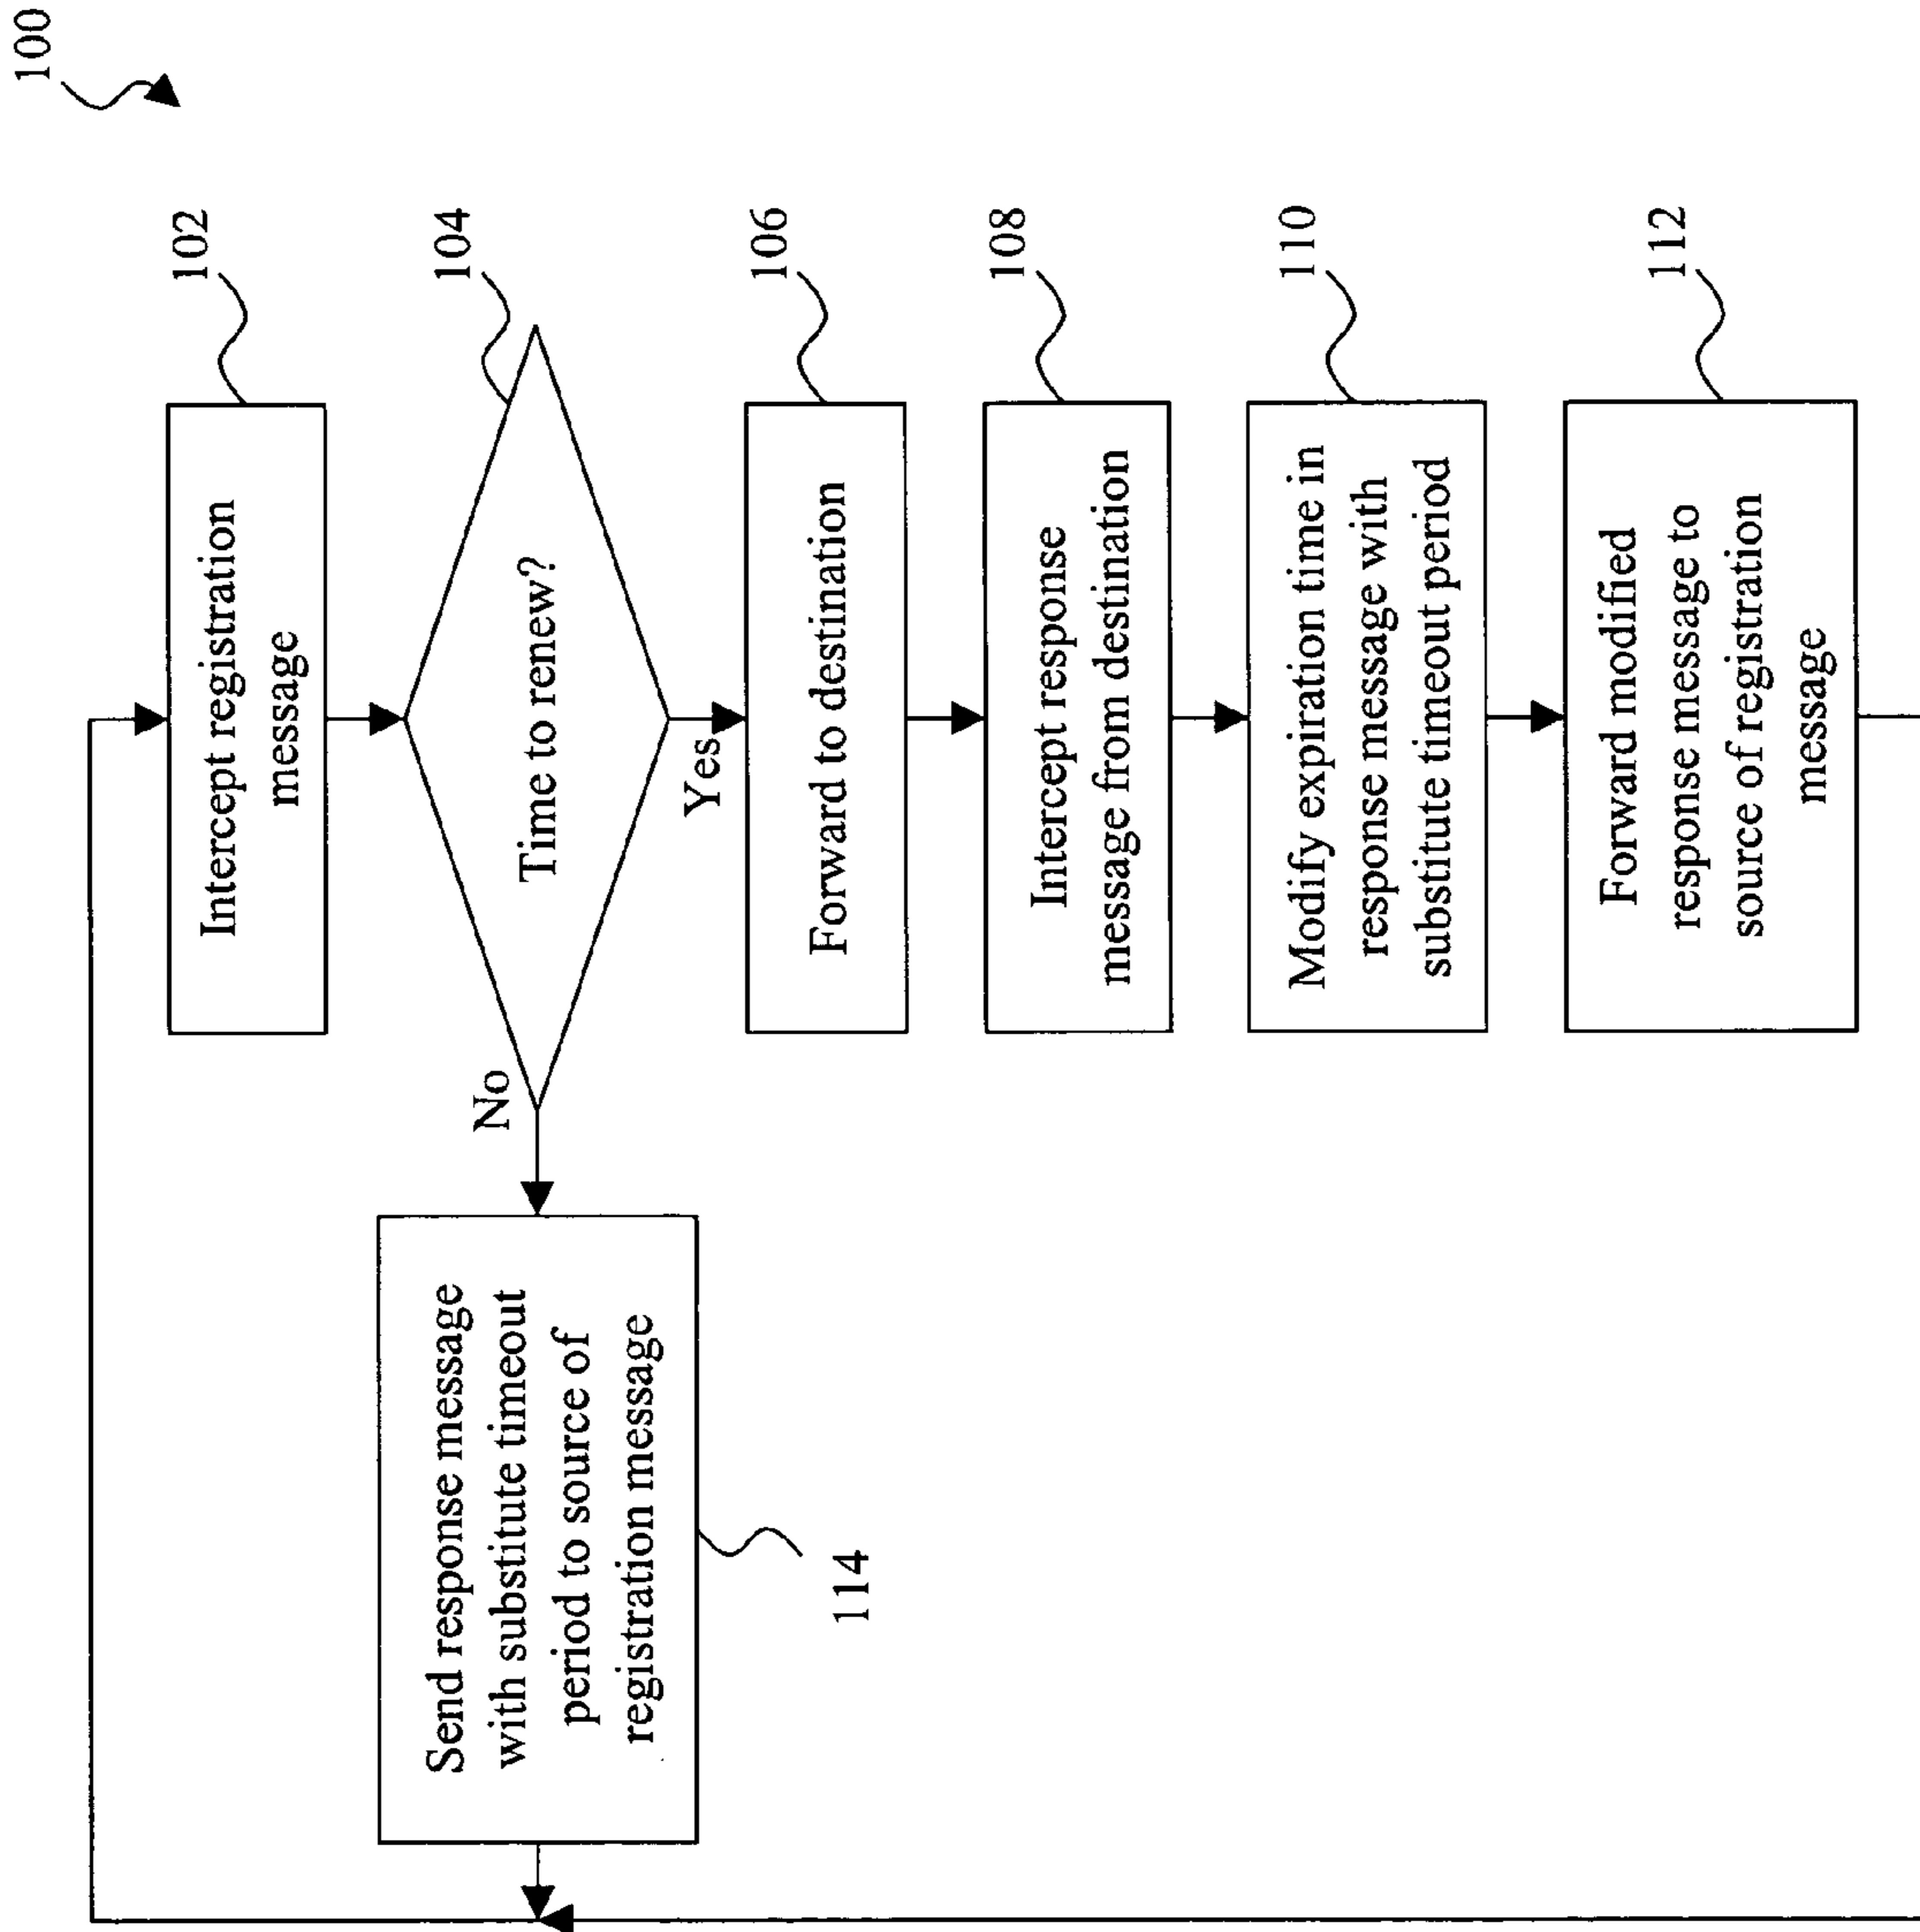 100
102
Intercept registration
message
104
Time to renew?
No
Yes
106
Forward to destination
108
Intercept response
message from destination
110
Modify expiration time in
response message with
substitute timeout period
112
Forward modified
response message to
source of registration
message
Send response message
with substitute timeout
period to source of
registration message
114